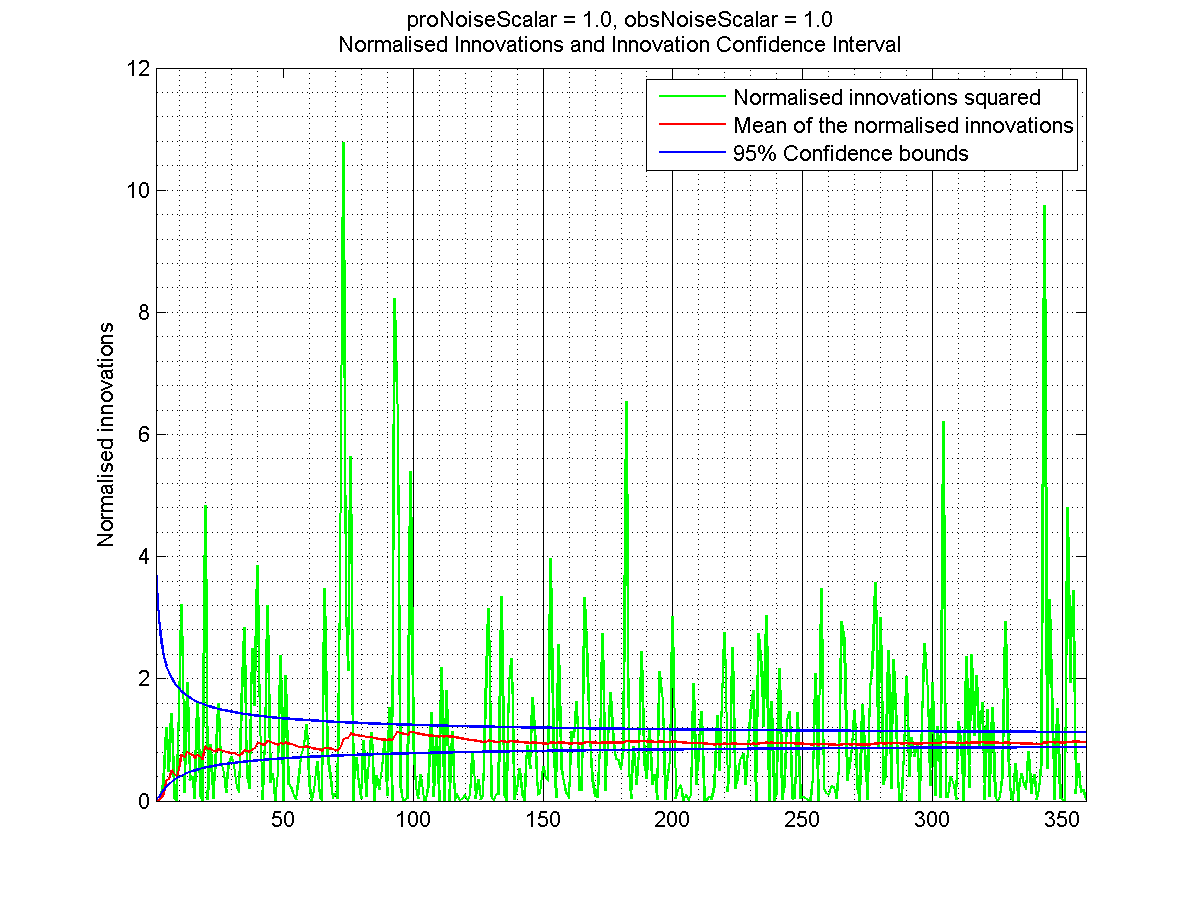 proNoiseScalar = 1.0, obsNoiseScalar = 1.0
Normalised Innovations and Innovation Confidence Interval
Normalised innovations squared
Mean of the normalised innovations
95% Confidence bounds
Normalised innovations
12
10
8
6
4
2
0
50 100 150 200 250 300 350